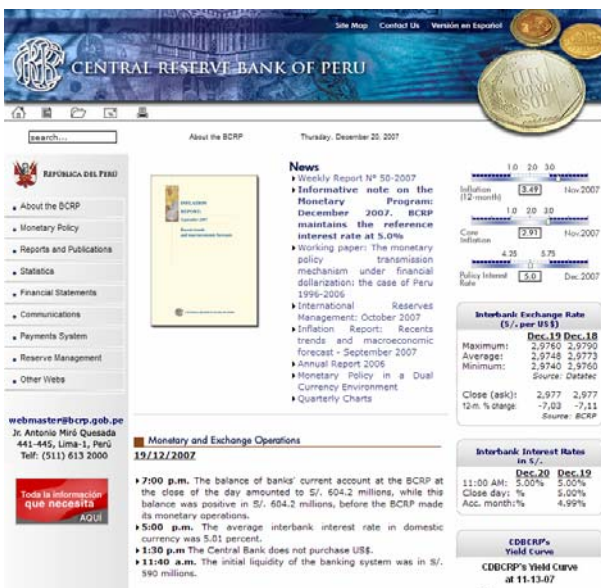 Site Map Contact Us Versión en Español
CENTRAL RESERVE BANK OF PERU
UN
NUEVO
SOL
search...
About the BCRP
Thursday, December 20, 2007
REPÚBLICA DEL PERÚ
About the BCRP
Monetary Policy
Reports and Publications
Statistics
Financial Statements
Communications
Payments System
Reserve Management
Other Webs
webmaster@bcrp.gob.pe
Jr. Antonio Miró Quesada
441-445, Lima-1, Perú
Telf: (511) 613 2000
Toda la información
que necesita
AQUI
INFLATION
REPORT:
September 2007
Recent trends
and macroeconomic forecasts
News
Weekly Report Nº 50-2007
Informative note on the
Monetary Program:
December 2007. BCRP
maintains the reference
interest rate at 5.0%
Working paper: The monetary
policy transmission
mechanism under financial
dollarization: the case of Peru
1996-2006
International Reserves
Management: October 2007
Inflation Report: Recents
trends and macroeconomic
forecast - September 2007
Annual Report 2006
Monetary Policy in a Dual
Currency Environment
Quarterly Charts
Monetary and Exchange Operations
19/12/2007
7:00 p.m. The balance of banks' current account at the BCRP at
the close of the day amounted to S/. 604.2 millions, while this
balance was positive in S/. 604.2 millions, before the BCRP made
its monetary operations.
5:00 p.m. The average interbank interest rate in domestic
currency was 5.01 percent.
1:30 p.m The Central Bank does not purchase US$.
11:40 a.m. The initial liquidity of the banking system was in S/.
590 millions.
1.0 2.0 3.0
Inflation 3.49 Nov.2007
(12-month)
1.0 2.0 3.0
Core 2.91 Nov.2007
Inflation
4.25 5.75
Policy Interest 5.0 Dec.2007
Rate
Interbank Exchange Rate
(S/. per US$)
Dec.19 Dec.18
Maximum: 2,9760 2,9790
Average: 2,9748 2,9773
Minimum: 2,9740 2,9760
Source: Datatec
Close (ask): 2,977 2,977
12-m. % change: -7,03 -7,11
Source: BCRP
Interbank Interest Rates
in S/.
Dec.20 Dec.19
11:00 AM: 5.00% 5.00%
Close day: % 5.00%
Acc. month:% 4.99%
CDBCRP's
Yield Curve
CDBCRP's Yield Curve
at 11-13-07